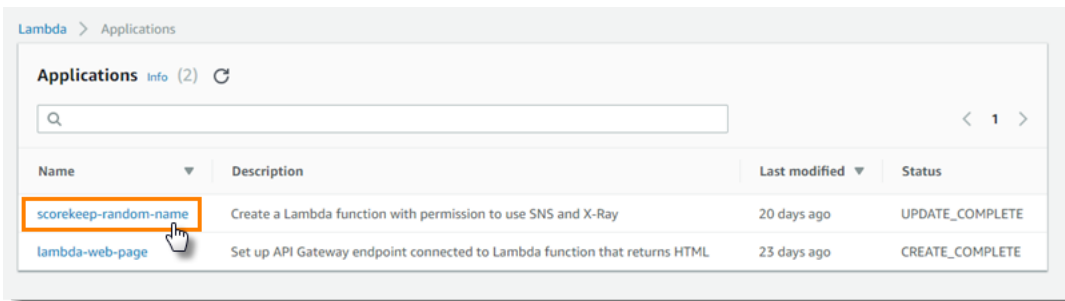 Lambda > Applications
Applications Info (2)
< 1 >
Name Description Last modified Status
scorekeep-random-name Create a Lambda function with permission to use SNS and X-Ray 20 days ago UPDATE_COMPLETE
lambda-web-page Set up API Gateway endpoint connected to Lambda function that returns HTML 23 days ago CREATE_COMPLETE